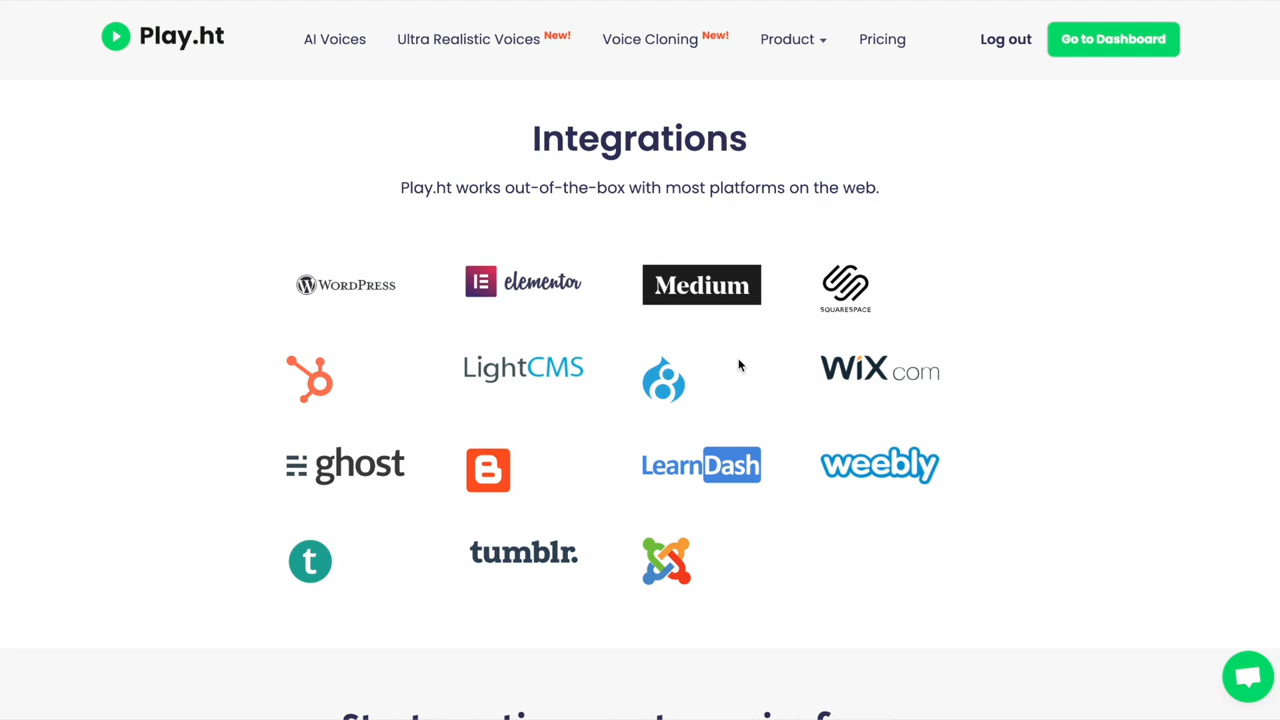 Play.ht
AI Voices
Ultra Realistic Voices New!
Voice Cloning New!
Product
Pricing
Log out
Go to Dashboard
Integrations
Play.ht works out-of-the-box with most platforms on the web.
WORDPRESS
elementor
Medium
SQUARESPACE
LightCMS
WiX.com
ghost
LearnDash
weebly
t
tumblr.